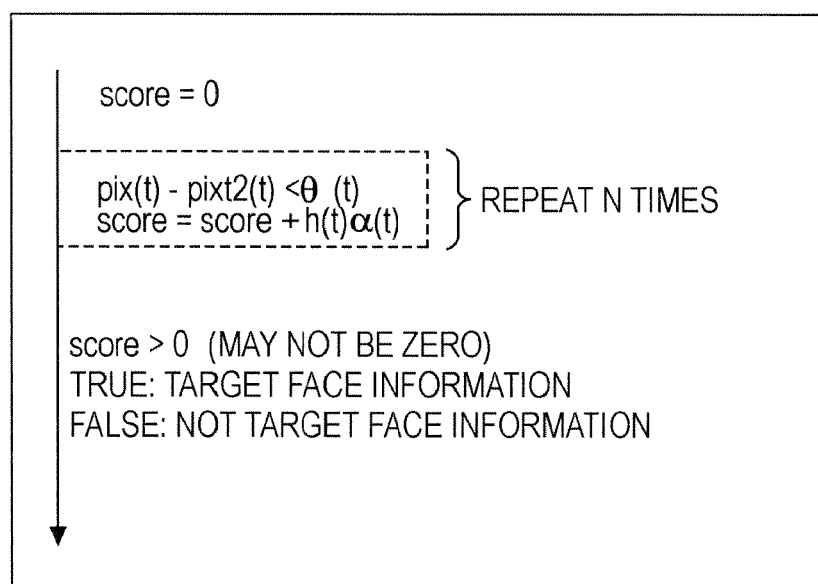 score = 0
pix(t) - pixt2(t) <θ (t)
score = score + h(t)α(t)
REPEAT N TIMES
score > 0 (MAY NOT BE ZERO)
TRUE: TARGET FACE INFORMATION
FALSE: NOT TARGET FACE INFORMATION